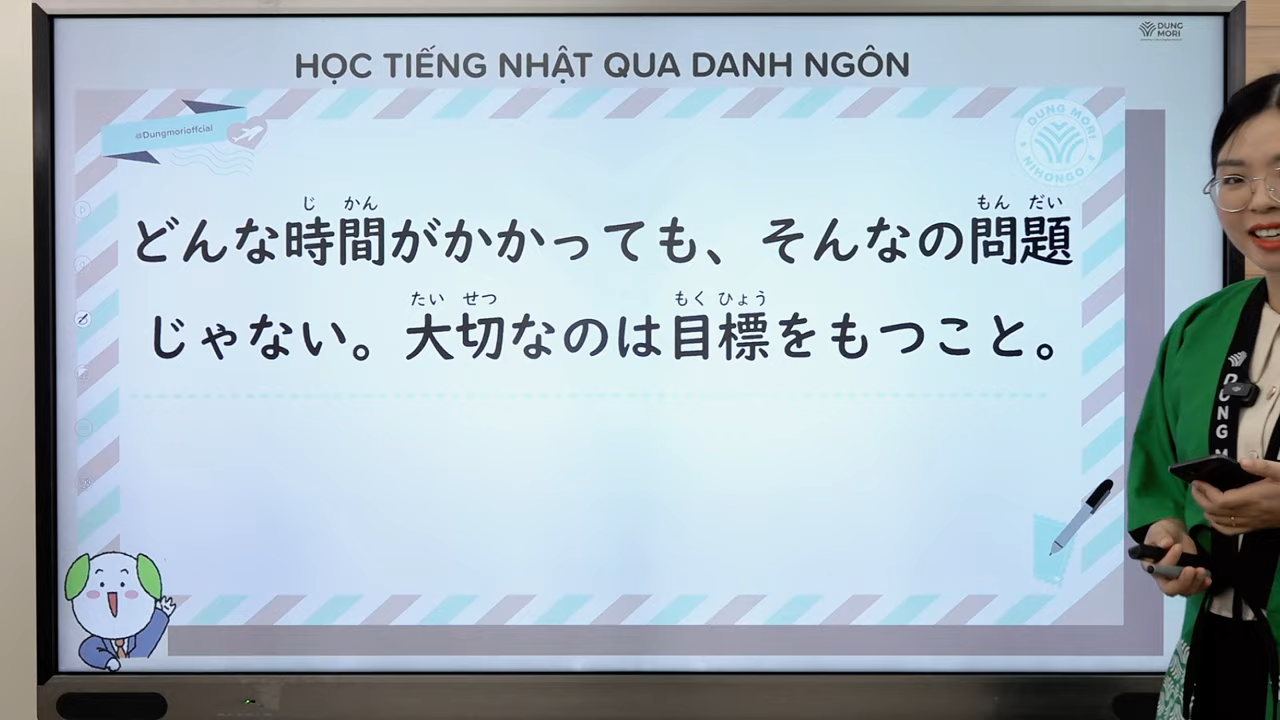 DUNG
MORI
HỌC TIẾNG NHẬT QUA DANH NGÔN
@Dungmorioffcial
DUNG MORI
NIHONGO
じ かん もん だい
どんな時間がかかっても、そんなの問題
たい せつ もく ひょう
じゃない。大切なのは目標をもつこと。
DUNG M